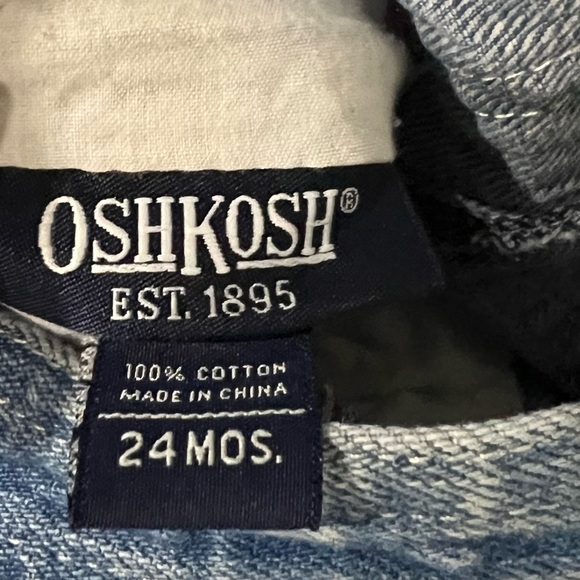 OSHKOSH®
EST. 1895
100% COTTON
MADE IN CHINA
24 MOS.